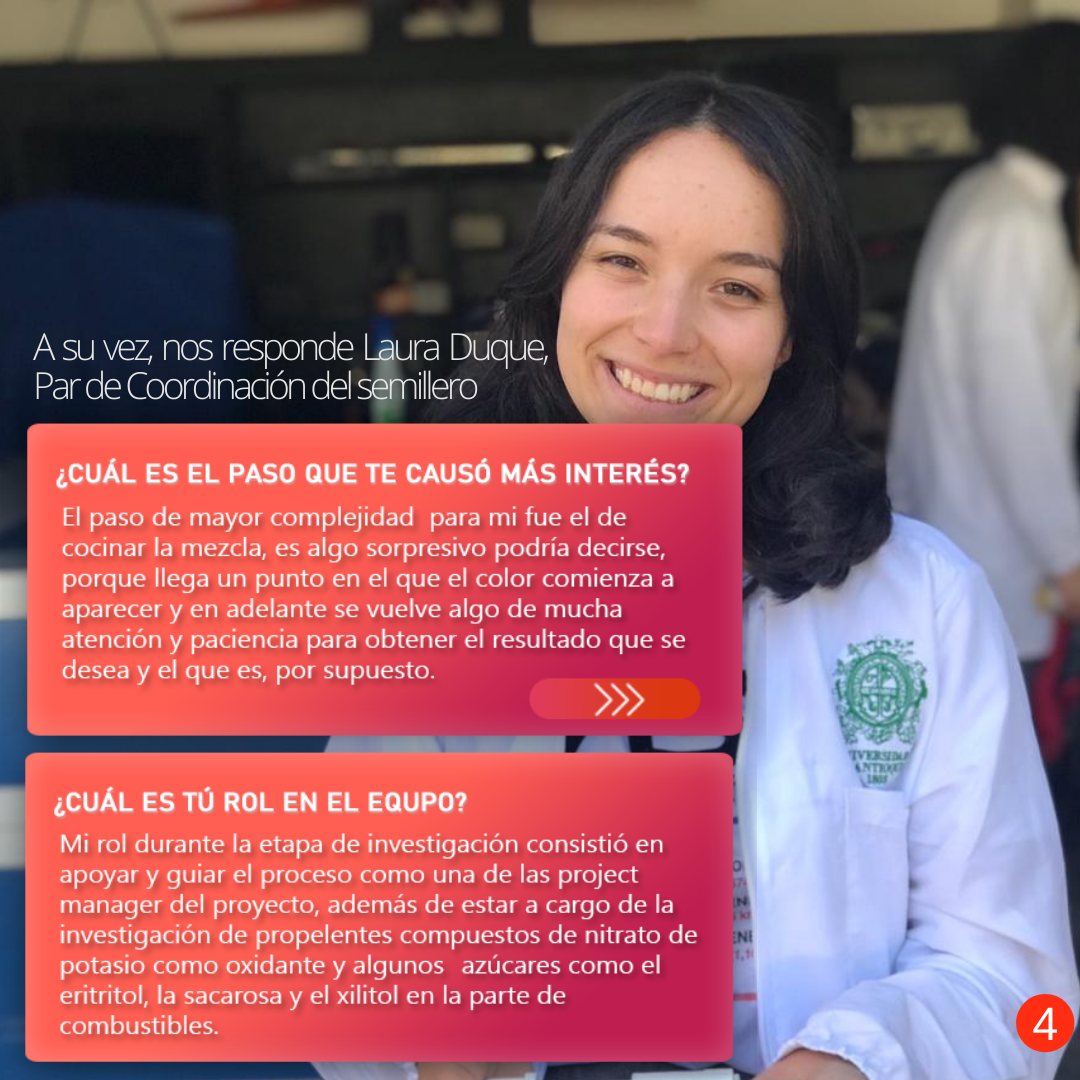 A su vez, nos responde Laura Duque,
Par de Coordinación del semillero
¿CUÁL ES EL PASO QUE TE CAUSÓ MÁS INTERÉS?
El paso de mayor complejidad para mi fue el de
cocinar la mezcla, es algo sorpresivo podría decirse,
porque llega un punto en el que el color comienza a
aparecer y en adelante se vuelve algo de mucha
atención y paciencia para obtener el resultado que se
desea y el que es, por supuesto.
¿CUÁL ES TÚ ROL EN EL EQUPO?
Mi rol durante la etapa de investigación consistió en
apoyar y guiar el proceso como una de las project
manager del proyecto, además de estar a cargo de la
investigación de propelentes compuestos de nitrato de
potasio como oxidante y algunos azúcares como el
eritritol, la sacarosa y el xilitol en la parte de
combustibles.
1803
4